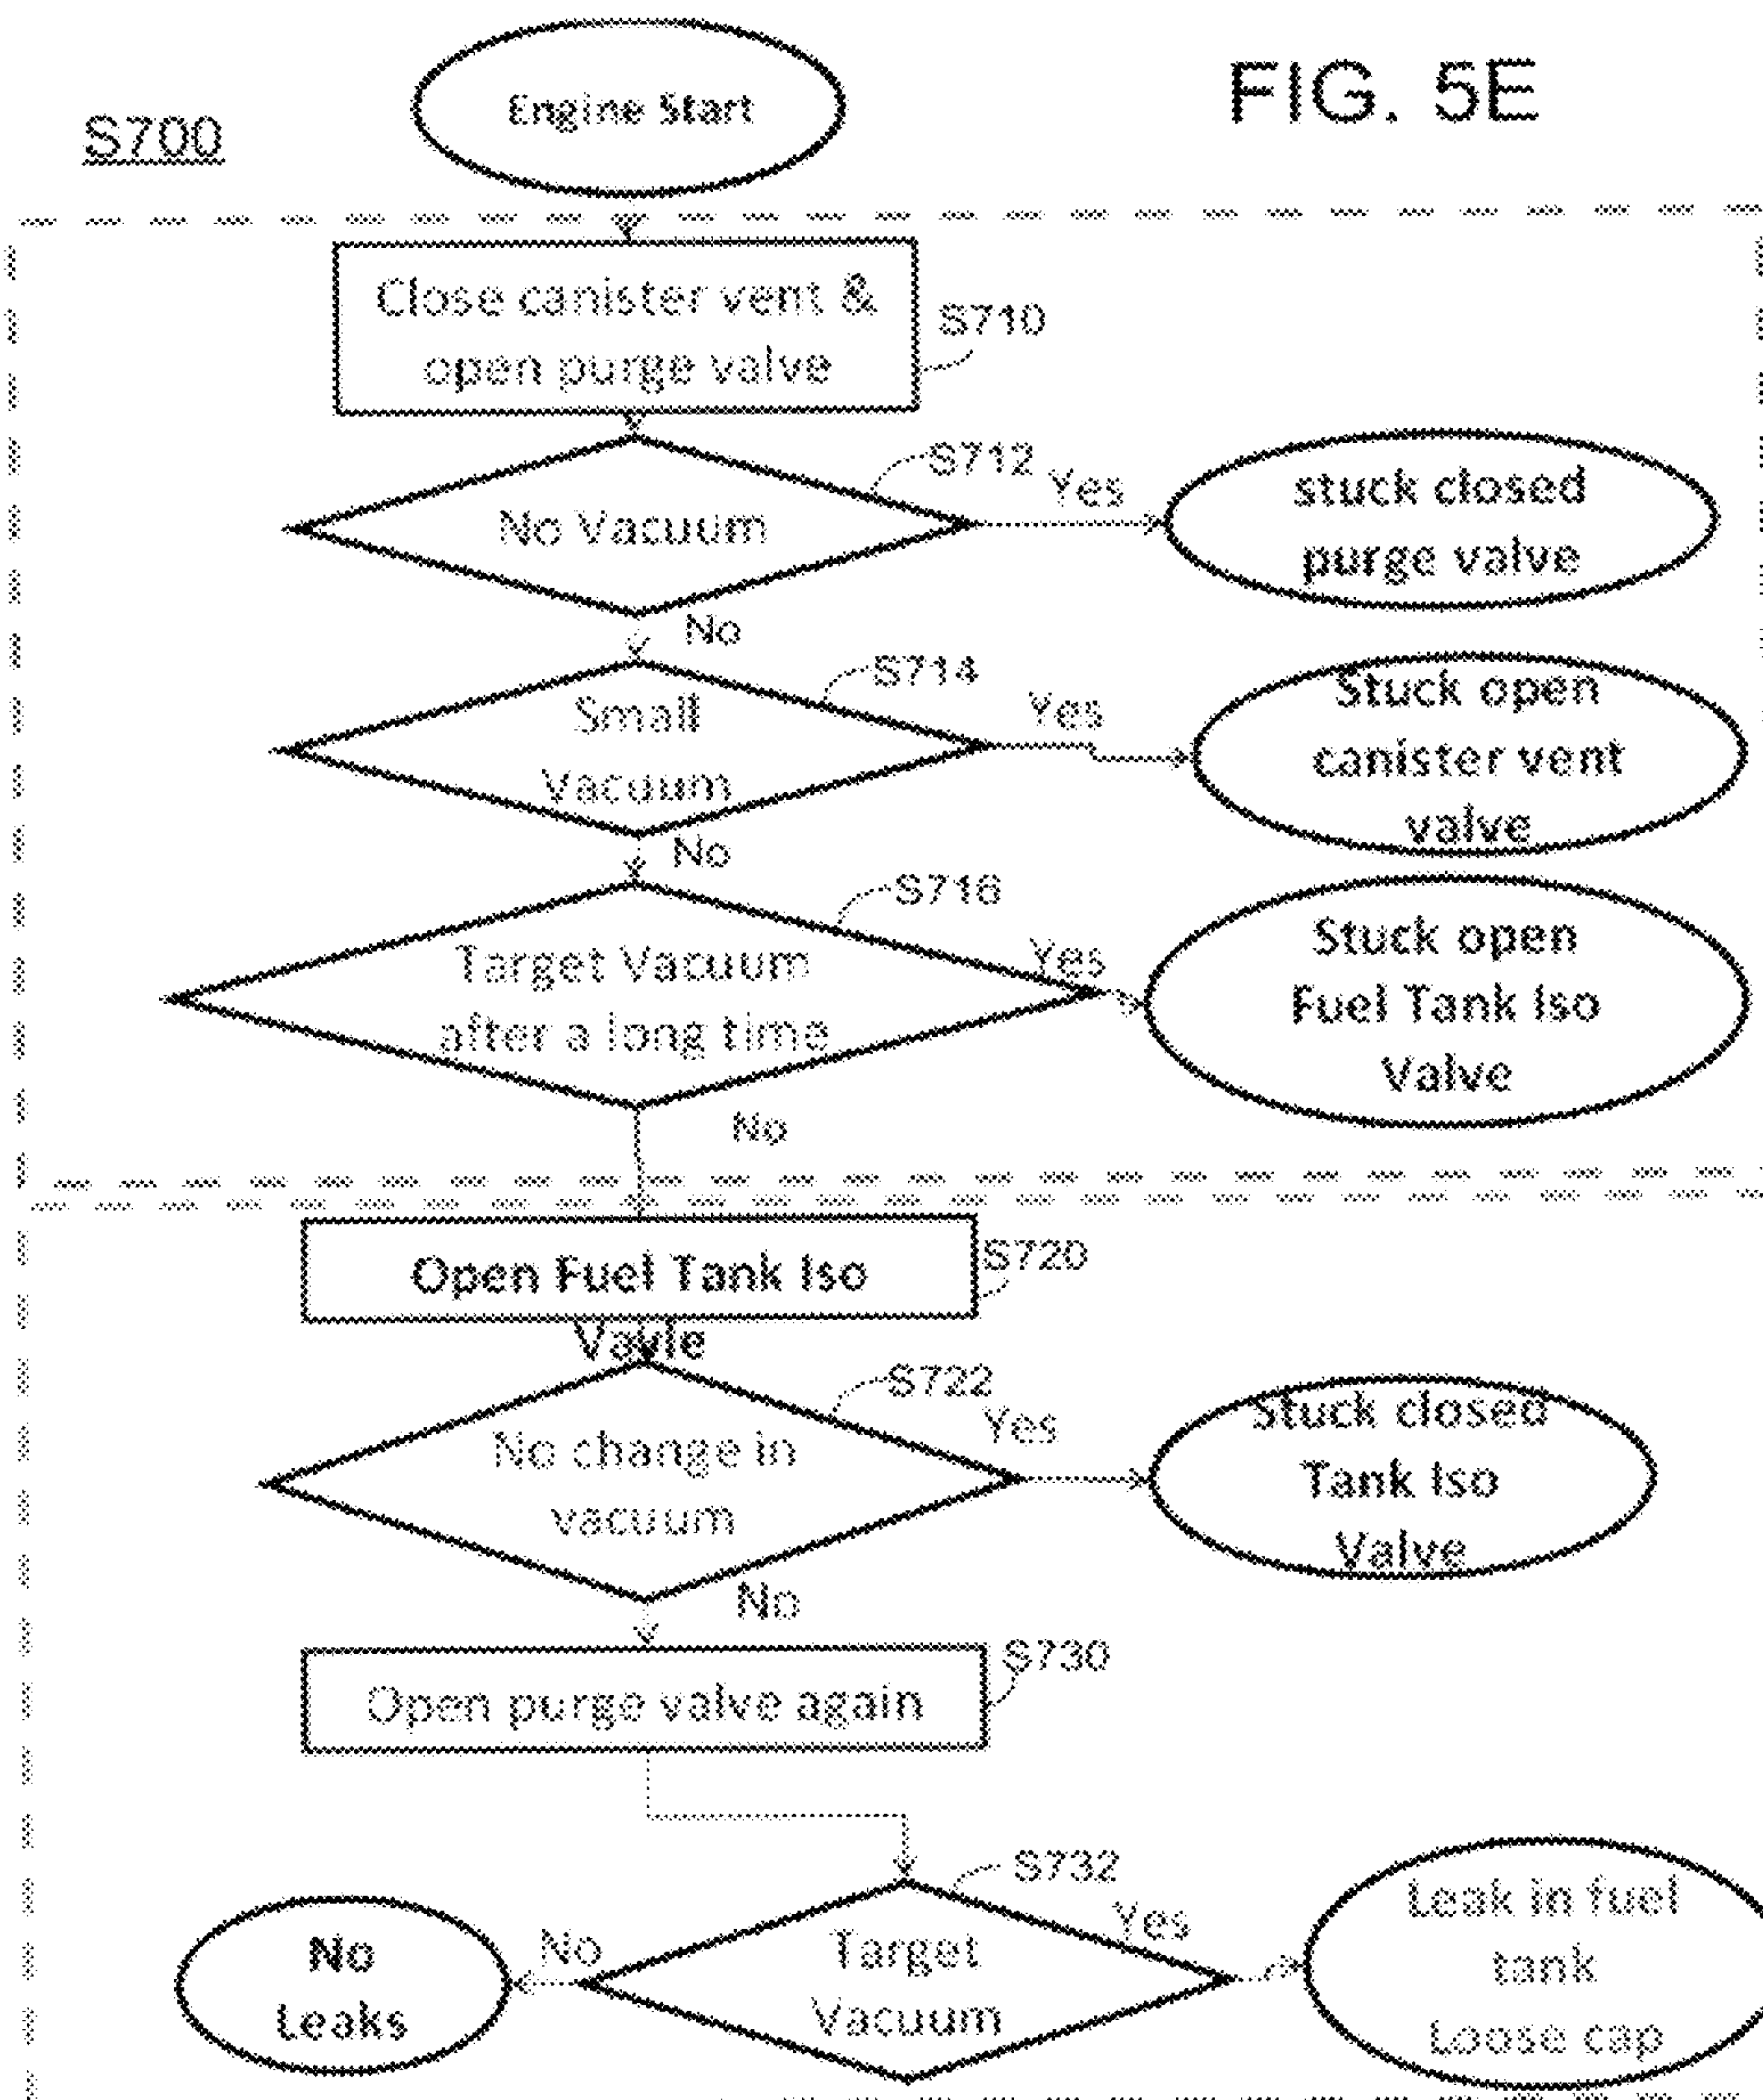 FIG. 5E
S700
Engine Start
Close canister vent &
open purge valve
S710
No Vacuum
S712
Yes
stuck closed
purge valve
No
Small
Vacuum
S714
Yes
Stuck open
canister vent
valve
No
Target Vacuum
after a long time
S716
Yes
Stuck open
Fuel Tank Iso
Valve
No
Open Fuel Tank Iso
Vavle
S720
No change in
vacuum
S722
Yes
Stuck closed
Tank Iso
Valve
No
Open purge valve again
S730
Target
Vacuum
S732
Yes
Leak in fuel
tank
Loose cap
No
No
Leaks